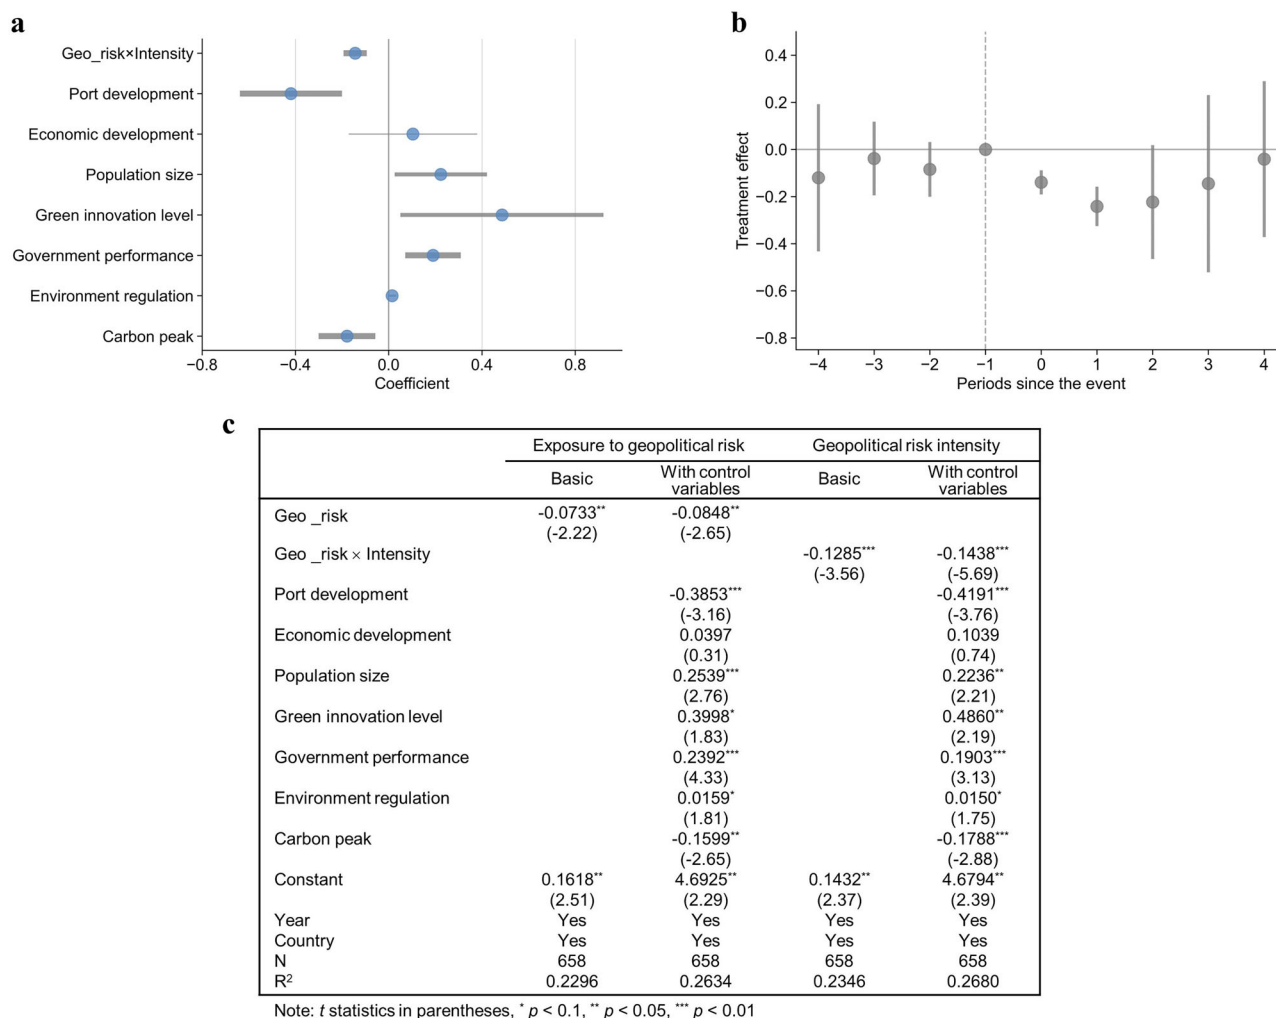 a
Geo_risk×Intensity
Port development
Economic development
Population size
Green innovation level
Government performance
Environment regulation
Carbon peak
−0.8 −0.4 0.0 0.4 0.8
Coefficient
b
Treatment effect
0.4
0.2
0.0
−0.2
−0.4
−0.6
−0.8
−4 −3 −2 −1 0 1 2 3 4
Periods since the event
c
Exposure to geopolitical risk Geopolitical risk intensity
Basic With control variables Basic With control variables
Geo _risk -0.0733** -0.0848**
(-2.22) (-2.65)
Geo _risk × Intensity -0.1285*** -0.1438***
(-3.56) (-5.69)
Port development -0.3853*** -0.4191***
(-3.16) (-3.76)
Economic development 0.0397 0.1039
(0.31) (0.74)
Population size 0.2539*** 0.2236**
(2.76) (2.21)
Green innovation level 0.3998* 0.4860**
(1.83) (2.19)
Government performance 0.2392*** 0.1903***
(4.33) (3.13)
Environment regulation 0.0159* 0.0150*
(1.81) (1.75)
Carbon peak -0.1599** -0.1788***
(-2.65) (-2.88)
Constant 0.1618** 4.6925** 0.1432** 4.6794**
(2.51) (2.29) (2.37) (2.39)
Year Yes Yes Yes Yes
Country Yes Yes Yes Yes
N 658 658 658 658
R² 0.2296 0.2634 0.2346 0.2680
Note: t statistics in parentheses, * p < 0.1, ** p < 0.05, *** p < 0.01